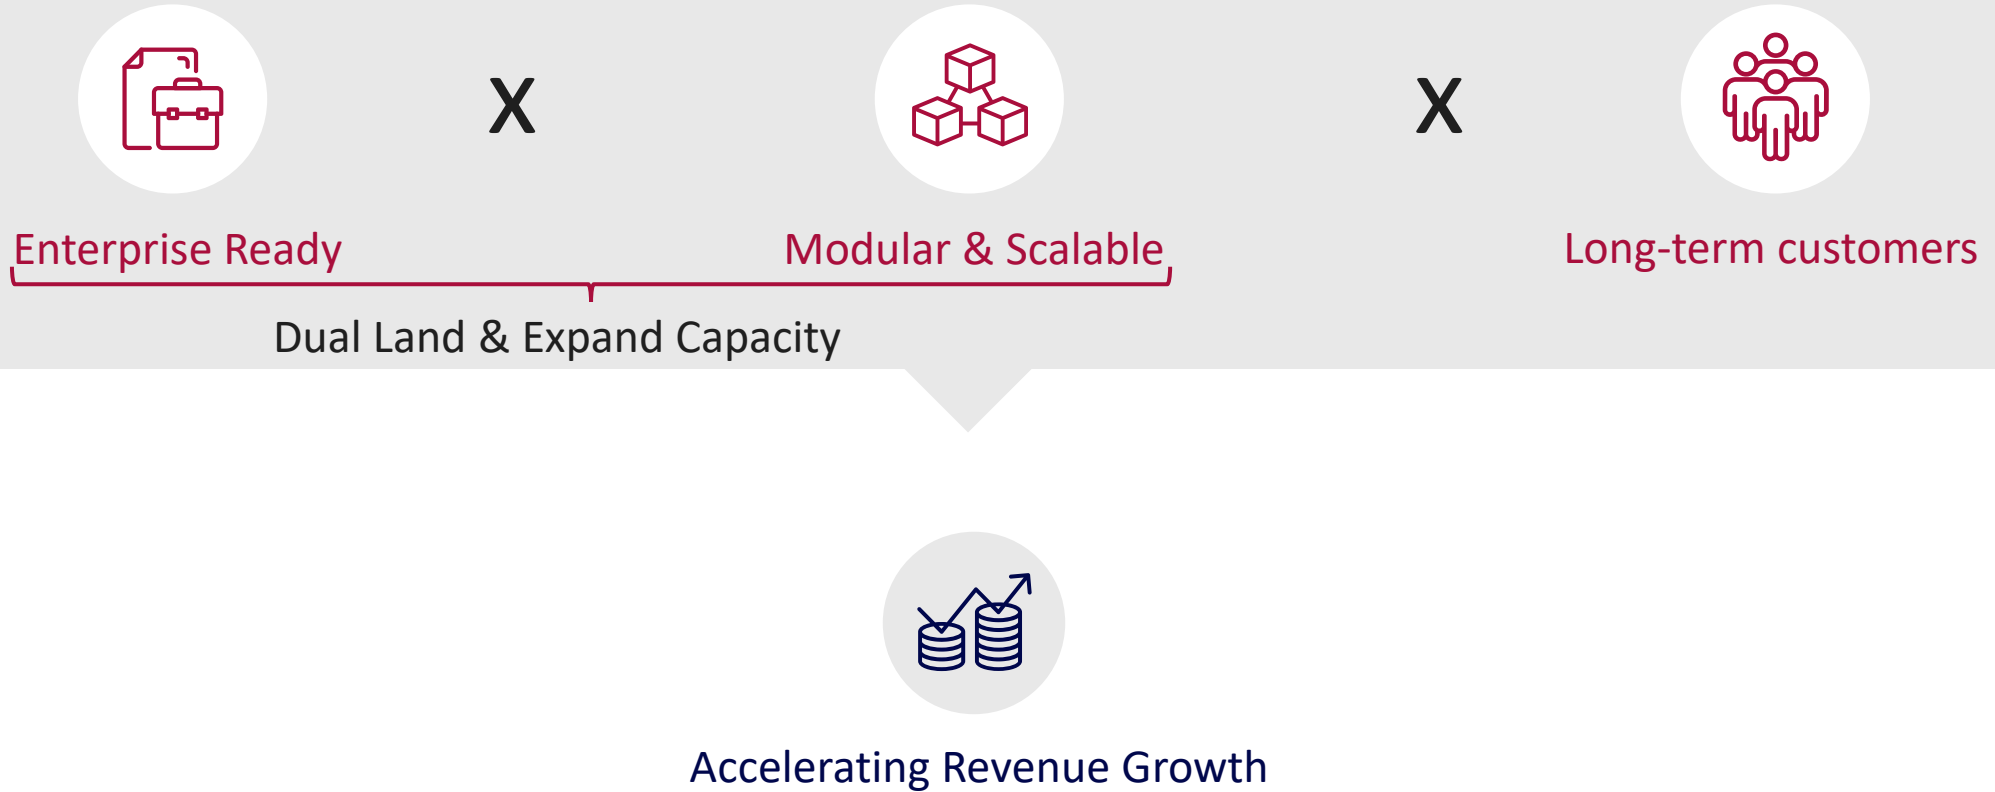 X
X
Enterprise Ready
Modular & Scalable
Long-term customers
Dual Land & Expand Capacity
Accelerating Revenue Growth